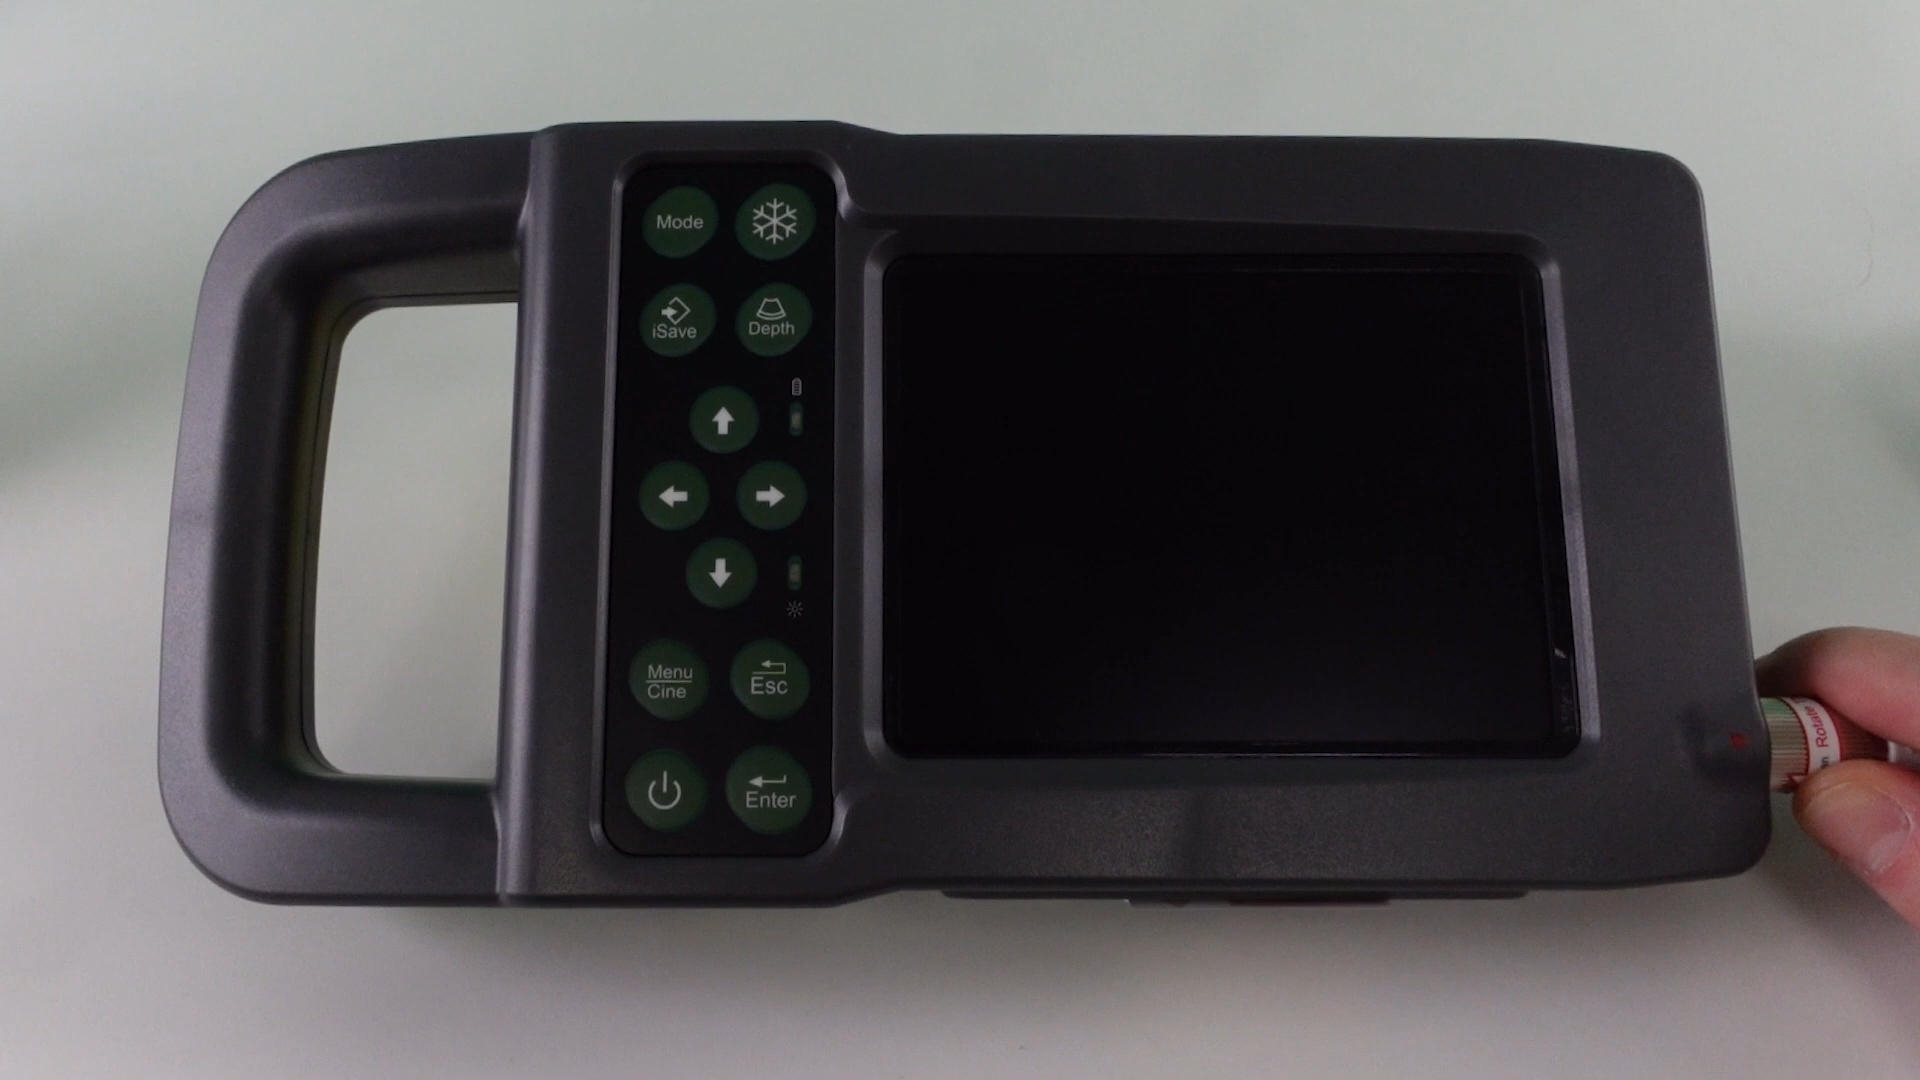 Mode
iSave
Depth
Menu
Cine
Esc
Enter
Rotate